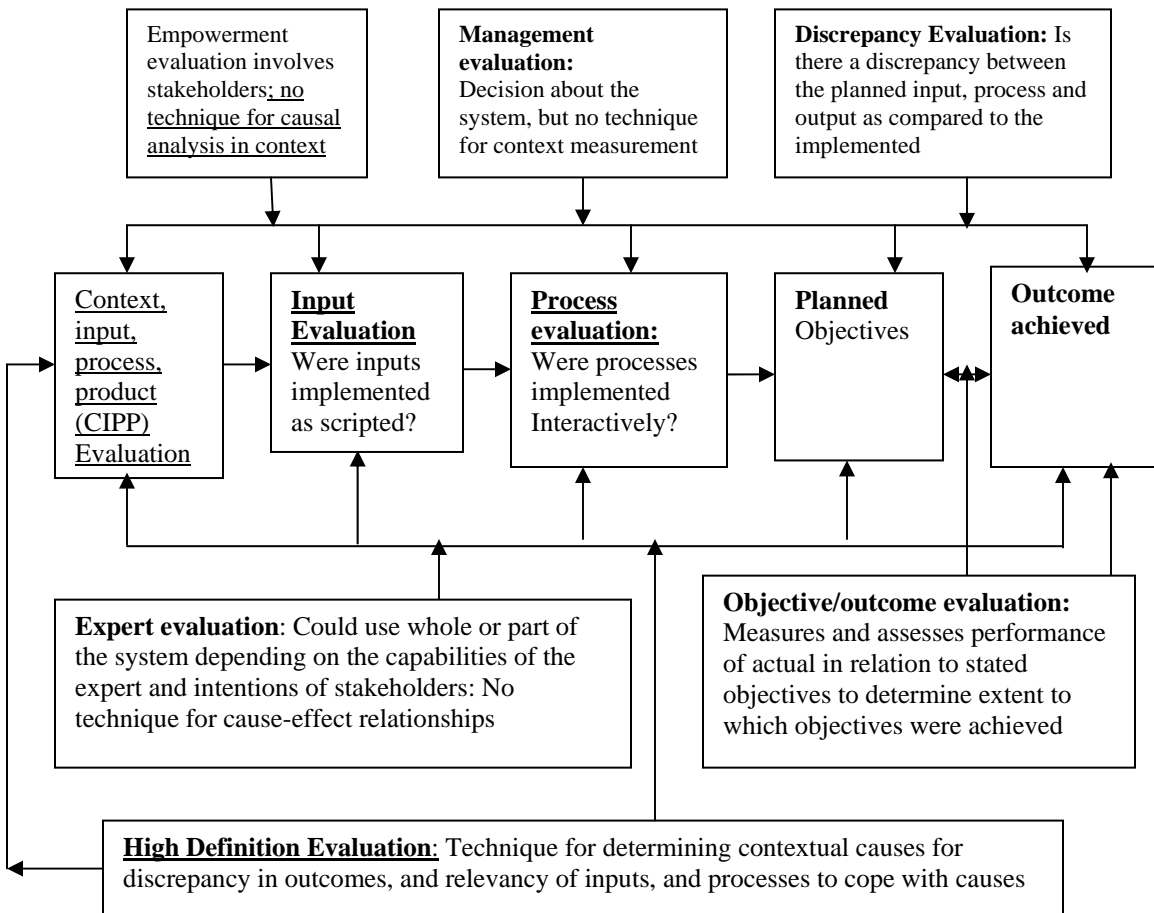 Empowerment
evaluation involves
stakeholders; no
technique for causal
analysis in context
Management
evaluation:
Decision about the
system, but no technique
for context measurement
Discrepancy Evaluation: Is
there a discrepancy between
the planned input, process and
output as compared to the
implemented
Context,
input,
process,
product
(CIPP)
Evaluation
Input
Evaluation
Were inputs
implemented
as scripted?
Process
evaluation:
Were processes
implemented
Interactively?
Planned
Objectives
Outcome
achieved
Expert evaluation: Could use whole or part of
the system depending on the capabilities of the
expert and intentions of stakeholders: No
technique for cause-effect relationships
Objective/outcome evaluation:
Measures and assesses performance
of actual in relation to stated
objectives to determine extent to
which objectives were achieved
High Definition Evaluation: Technique for determining contextual causes for
discrepancy in outcomes, and relevancy of inputs, and processes to cope with causes